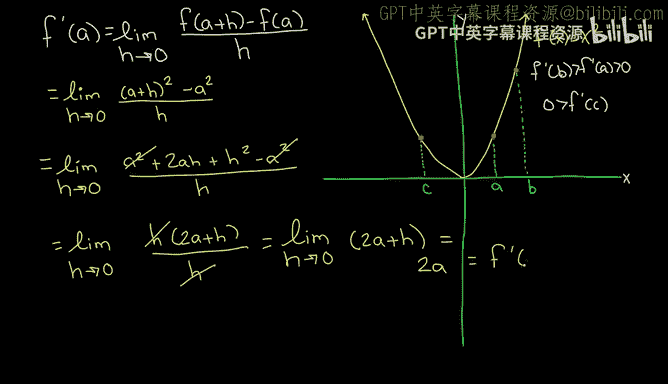 GPT中英字幕课程资源@bilibili
GPT中英字幕课程资源 bilibili
f'(a) = lim h→0 f(a+h)-f(a) / h
= lim h→0 (a+h)² - a² / h
= lim h→0 a² + 2ah + h² - a² / h
= lim h→0 h(2a+h) / h = lim h→0 (2a+h) =
2a = f'(
f'(b)>f'(a)>0
0>f'(c)
c a b x